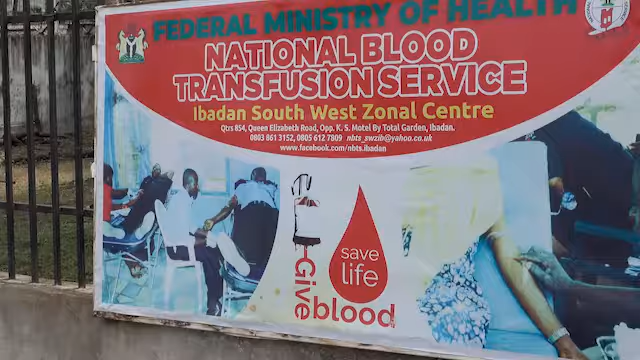 FEDERAL MINISTRY OF HEALTH
NATIONAL BLOOD
TRANSFUSION SERVICE
Ibadan South West Zonal Centre
Qtrs 854, Queen Elizabeth Road, Opp. K. S. Motel By Total Garden, Ibadan.
0803 861 3152, 0805 612 7809 nbts_swzib@yahoo.co.uk
www.facebook.com/nbts.ibadan
save
life
Give
blood